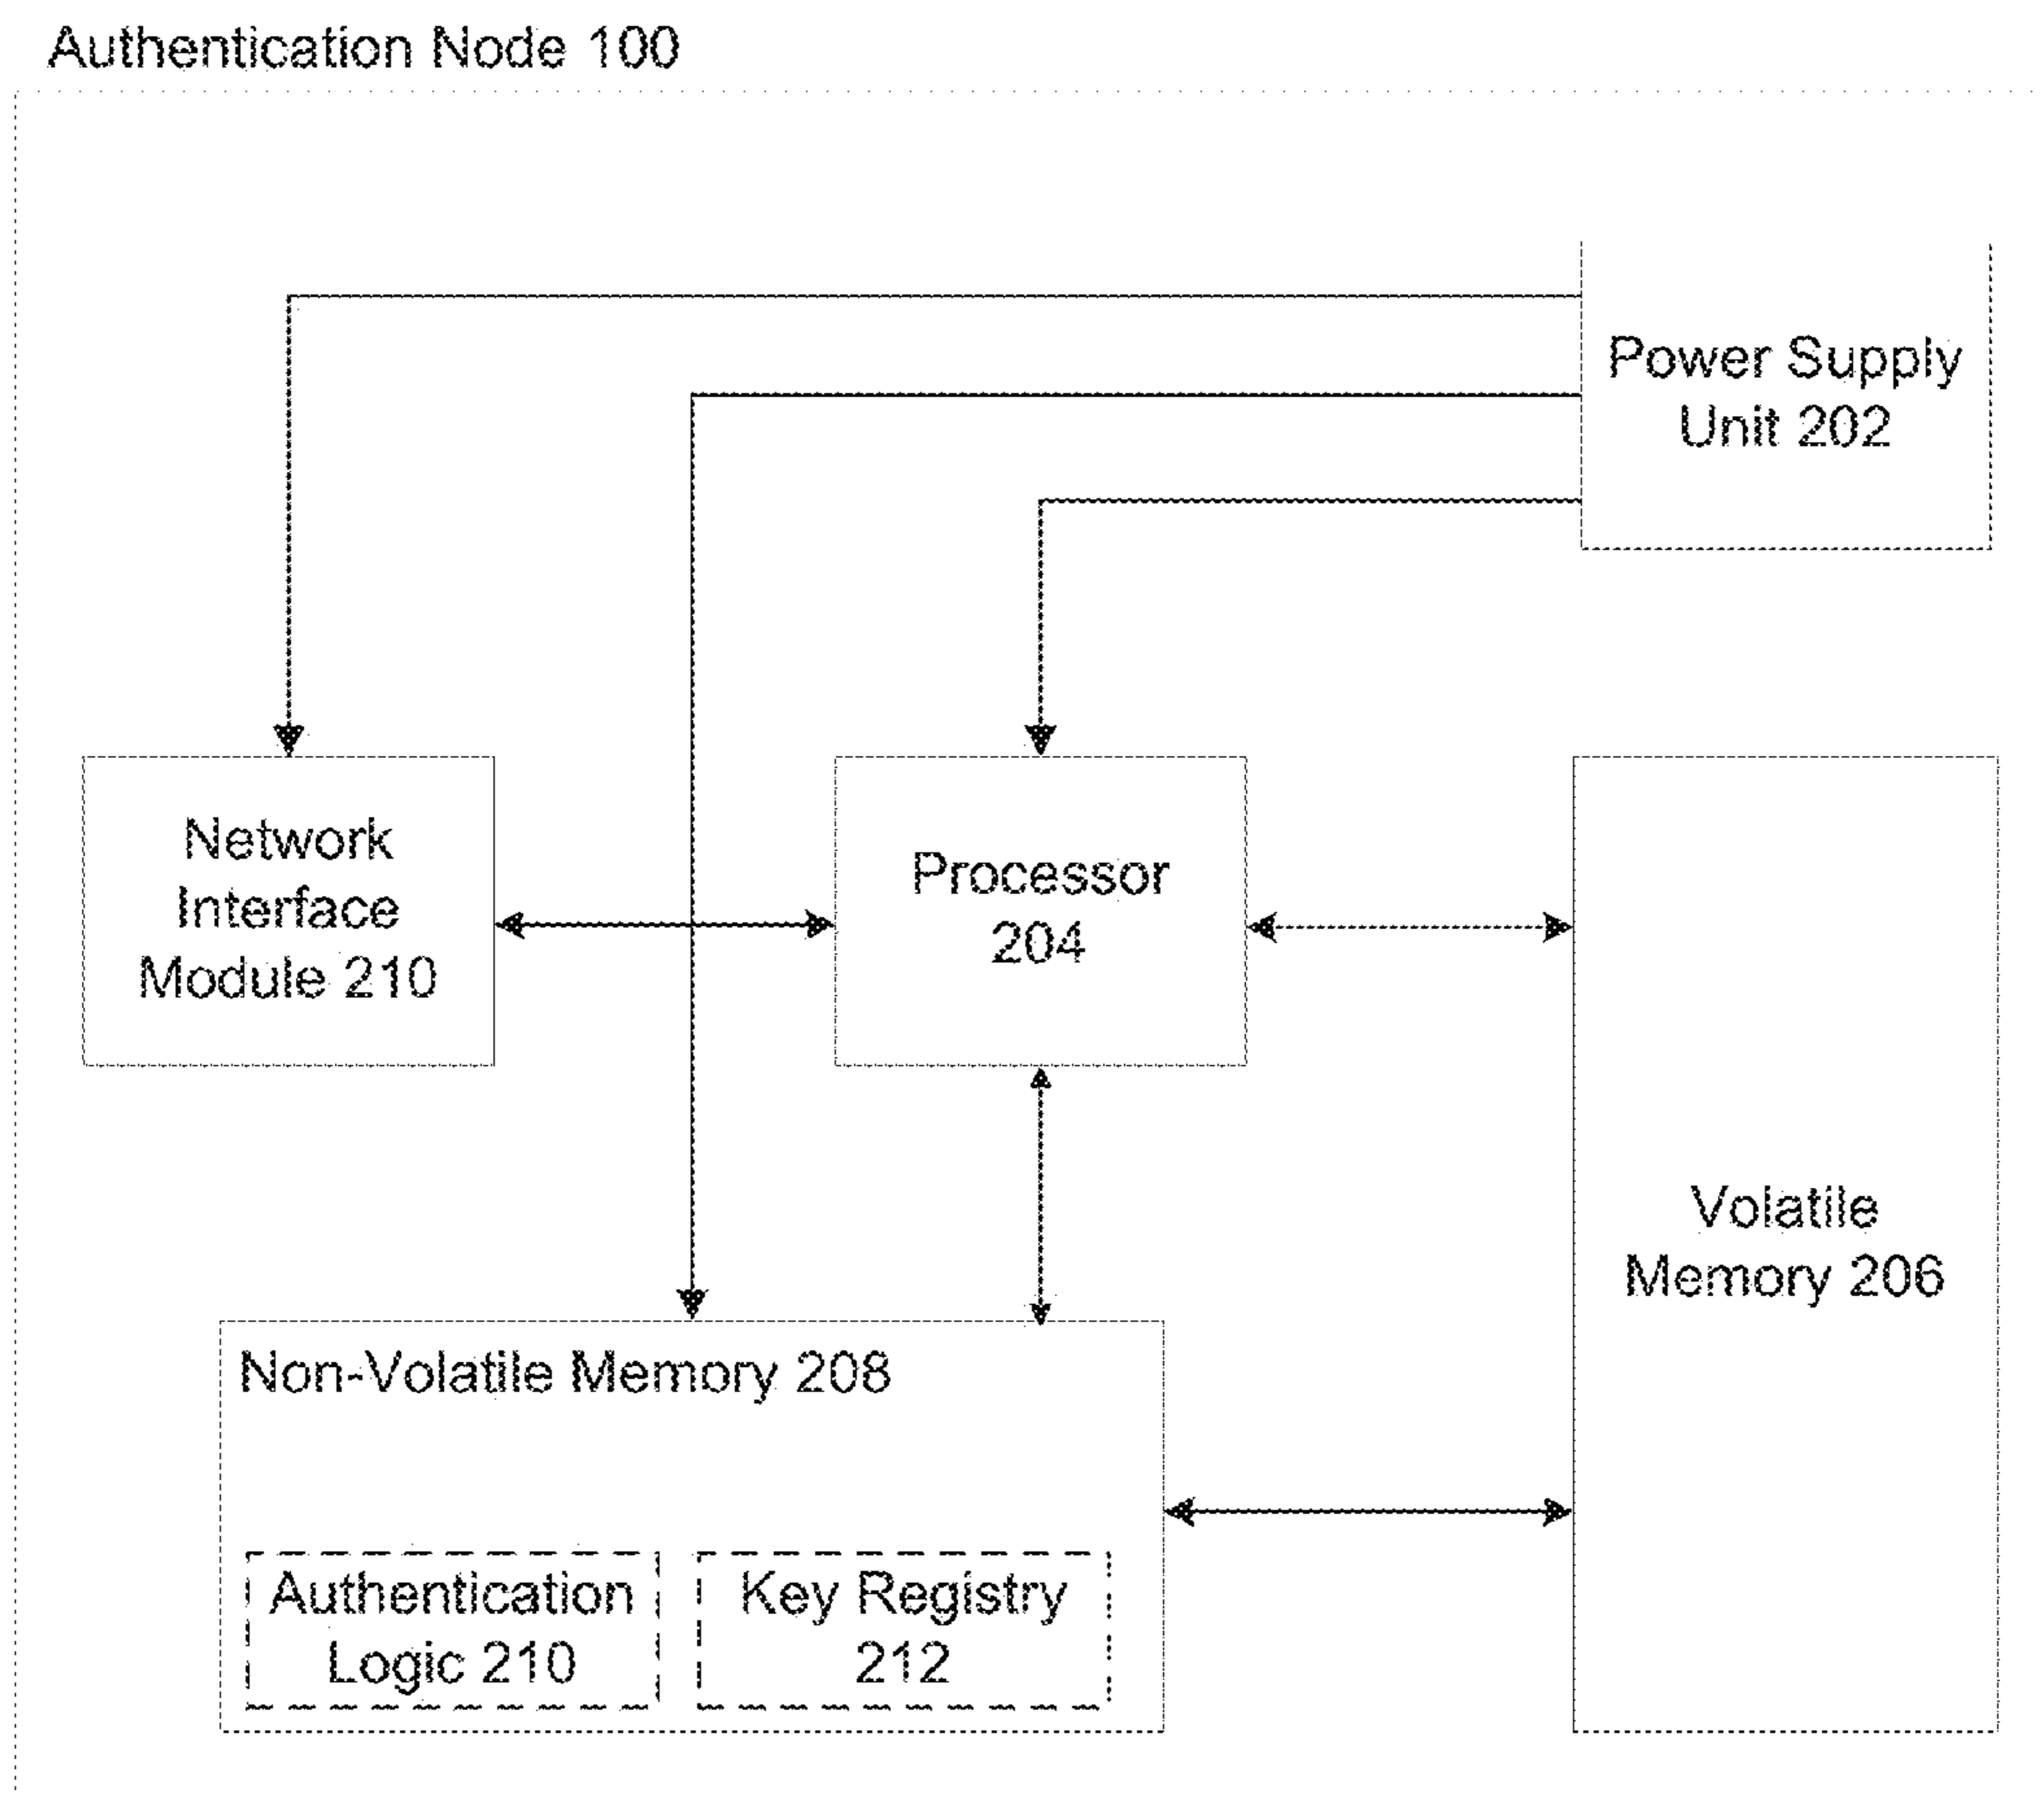 Authentication Node 100
Power Supply
Unit 202
Network
Interface
Module 210
Processor
204
Volatile
Memory 206
Non-Volatile Memory 208
Authentication
Logic 210
Key Registry
212